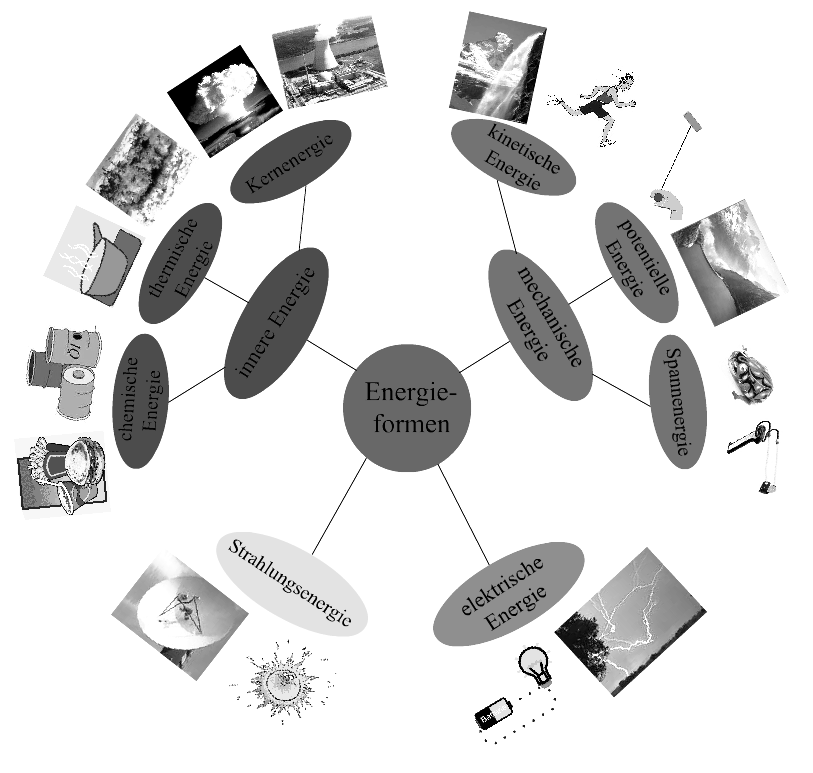 Kernenergie
kinetische
Energie
thermische
Energie
potentielle
Energie
innere Energie
mechanische
Energie
chemische
Energie
Spannenergie
Energie-
formen
Öl
Strahlungsenergie
elektrische
Energie